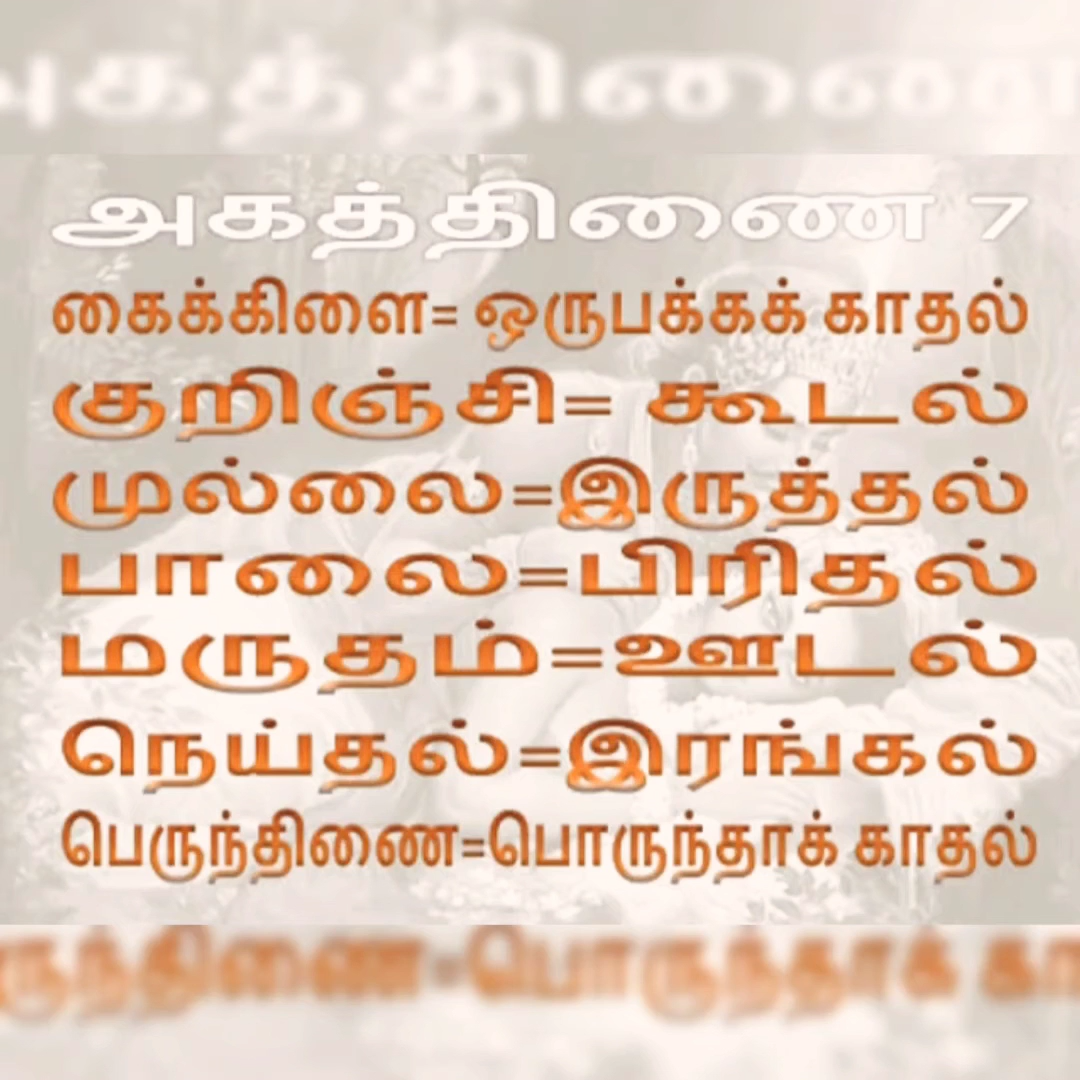 அகத்திணை 7
கைக்கிளை= ஒருபக்கக் காதல்
குறிஞ்சி= கூடல்
முல்லை=இருத்தல்
பாலை=பிரிதல்
மருதம்=ஊடல்
நெய்தல்=இரங்கல்
பெருந்திணை=பொருந்தாக் காதல்